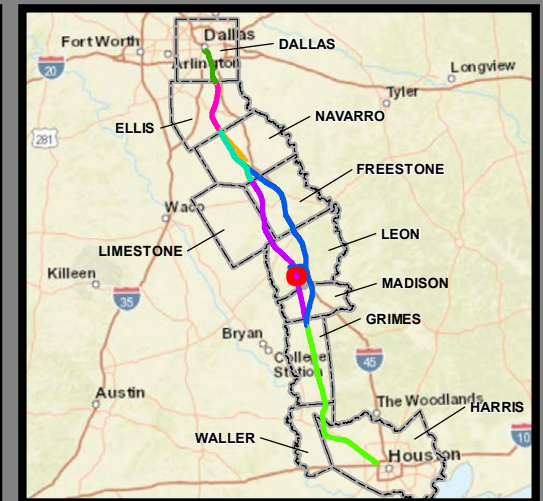 Fort Worth
Dallas
DALLAS
Arlington
20
Longview
Tyler
ELLIS
NAVARRO
281
FREESTONE
Waco
LEON
LIMESTONE
Killeen
MADISON
35
GRIMES
Bryan
College
Station
45
Austin
The Woodlands
HARRIS
WALLER
10
Houston